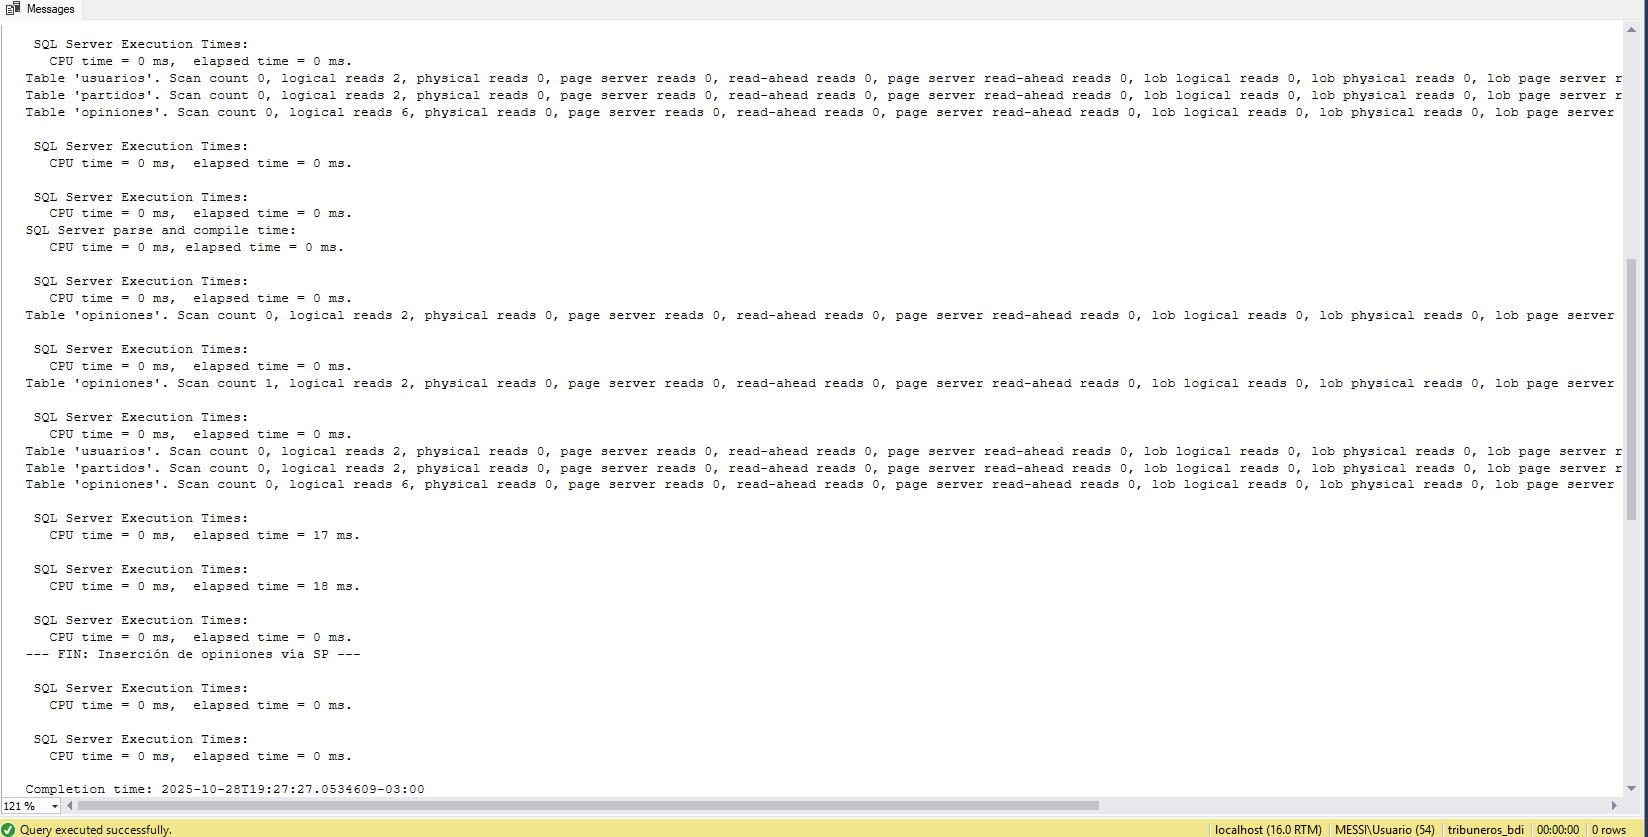 Messages
SQL Server Execution Times:
CPU time = 0 ms,  elapsed time = 0 ms.
Table 'usuarios'. Scan count 0, logical reads 2, physical reads 0, page server reads 0, read-ahead reads 0, page server read-ahead reads 0, lob logical reads 0, lob physical reads 0, lob page server r
Table 'partidos'. Scan count 0, logical reads 2, physical reads 0, page server reads 0, read-ahead reads 0, page server read-ahead reads 0, lob logical reads 0, lob physical reads 0, lob page server r
Table 'opiniones'. Scan count 0, logical reads 6, physical reads 0, page server reads 0, read-ahead reads 0, page server read-ahead reads 0, lob logical reads 0, lob physical reads 0, lob page server
SQL Server Execution Times:
CPU time = 0 ms,  elapsed time = 0 ms.
SQL Server Execution Times:
CPU time = 0 ms,  elapsed time = 0 ms.
SQL Server parse and compile time:
CPU time = 0 ms, elapsed time = 0 ms.
SQL Server Execution Times:
CPU time = 0 ms,  elapsed time = 0 ms.
Table 'opiniones'. Scan count 0, logical reads 2, physical reads 0, page server reads 0, read-ahead reads 0, page server read-ahead reads 0, lob logical reads 0, lob physical reads 0, lob page server
SQL Server Execution Times:
CPU time = 0 ms,  elapsed time = 0 ms.
Table 'opiniones'. Scan count 1, logical reads 2, physical reads 0, page server reads 0, read-ahead reads 0, page server read-ahead reads 0, lob logical reads 0, lob physical reads 0, lob page server
SQL Server Execution Times:
CPU time = 0 ms,  elapsed time = 0 ms.
Table 'usuarios'. Scan count 0, logical reads 2, physical reads 0, page server reads 0, read-ahead reads 0, page server read-ahead reads 0, lob logical reads 0, lob physical reads 0, lob page server r
Table 'partidos'. Scan count 0, logical reads 2, physical reads 0, page server reads 0, read-ahead reads 0, page server read-ahead reads 0, lob logical reads 0, lob physical reads 0, lob page server r
Table 'opiniones'. Scan count 0, logical reads 6, physical reads 0, page server reads 0, read-ahead reads 0, page server read-ahead reads 0, lob logical reads 0, lob physical reads 0, lob page server
SQL Server Execution Times:
CPU time = 0 ms,  elapsed time = 17 ms.
SQL Server Execution Times:
CPU time = 0 ms,  elapsed time = 18 ms.
SQL Server Execution Times:
CPU time = 0 ms,  elapsed time = 0 ms.
--- FIN: Inserción de opiniones vía SP ---
SQL Server Execution Times:
CPU time = 0 ms,  elapsed time = 0 ms.
SQL Server Execution Times:
CPU time = 0 ms,  elapsed time = 0 ms.
Completion time: 2025-10-28T19:27:27.0534609-03:00
121 %
Query executed successfully. localhost (16.0 RTM) MESSI\Usuario (54) tribuneros_bdi 00:00:00 0 rows